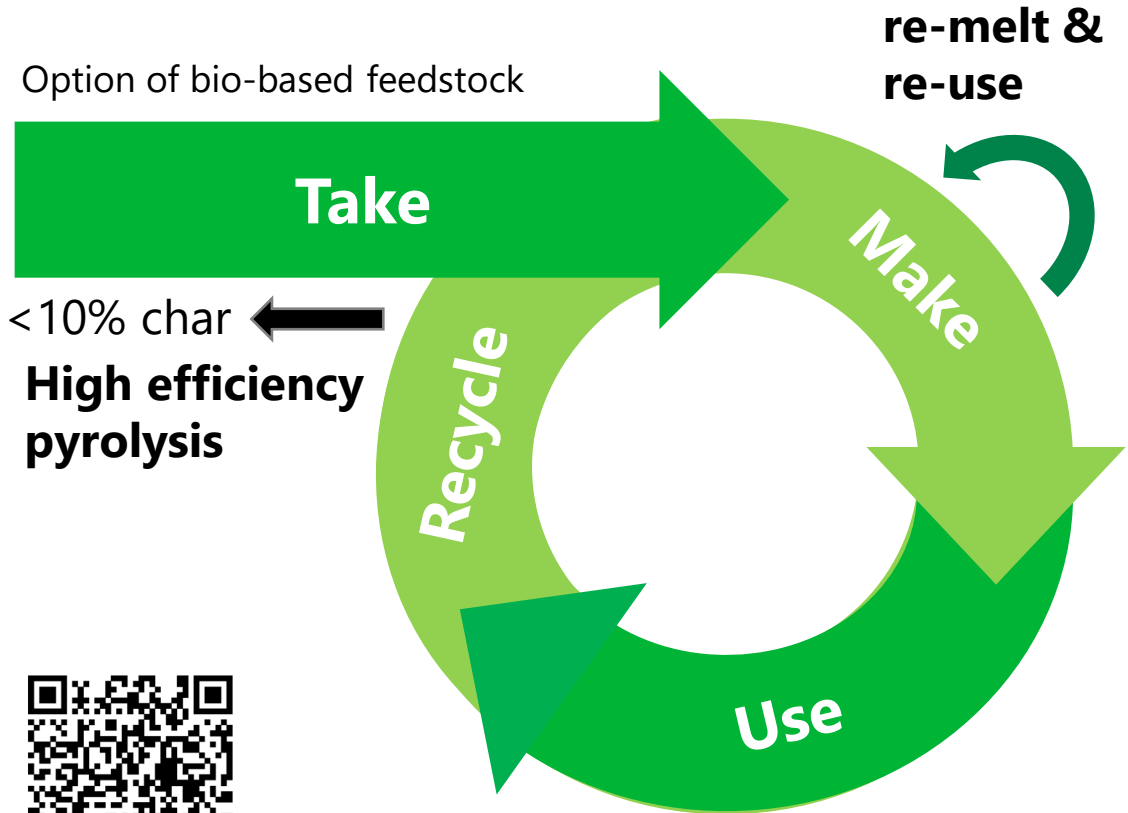 re-melt &
re-use
Option of bio-based feedstock
Take
Make
<10% char
High efficiency
pyrolysis
Recycle
Use